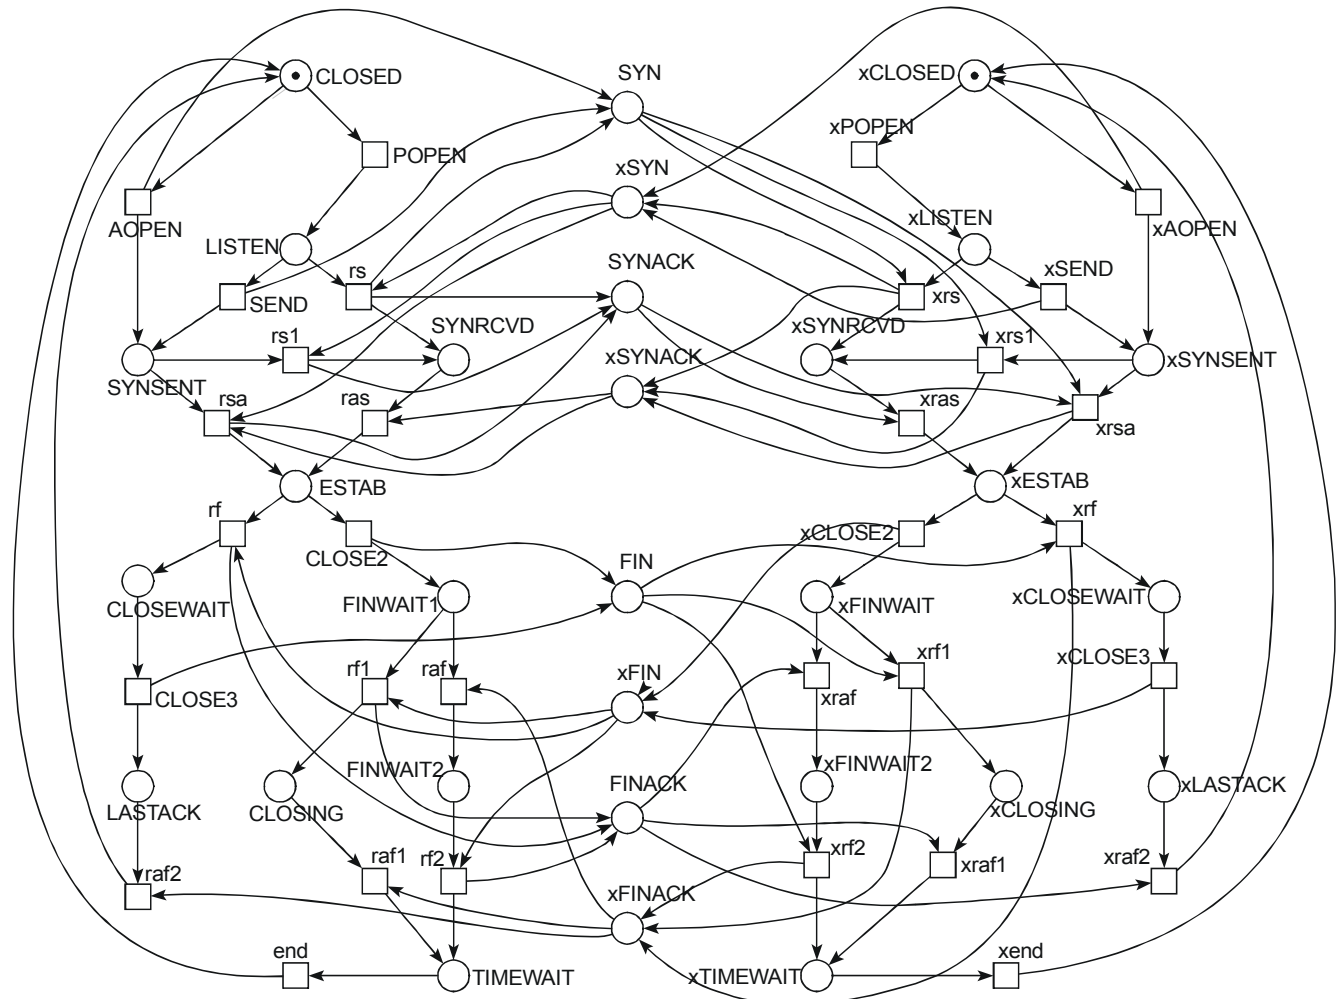 SYN
CLOSED
xCLOSED
xPOPEN
POPEN
xSYN
AOPEN
LISTEN
xLISTEN
xAOPEN
rs
SYNACK
xSEND
SEND
xrs
rs1
SYNRCVD
xSYNRCVD
xrs1
xSYNACK
SYNSENT
xSYNSENT
rsa
ras
xras
xrsa
ESTAB
xESTAB
rf
xrf
CLOSE2
xCLOSE2
FIN
CLOSEWAIT
FINWAIT1
xFINWAIT
xCLOSEWAIT
rf1
raf
xFIN
xrf1
xCLOSE3
CLOSE3
xraf
FINWAIT2
xFINWAIT2
FINACK
LASTACK
CLOSING
xCLOSING
xLASTACK
raf1
rf2
xrf2
xraf1
xraf2
raf2
xFINACK
end
TIMEWAIT
xTIMEWAIT
xend